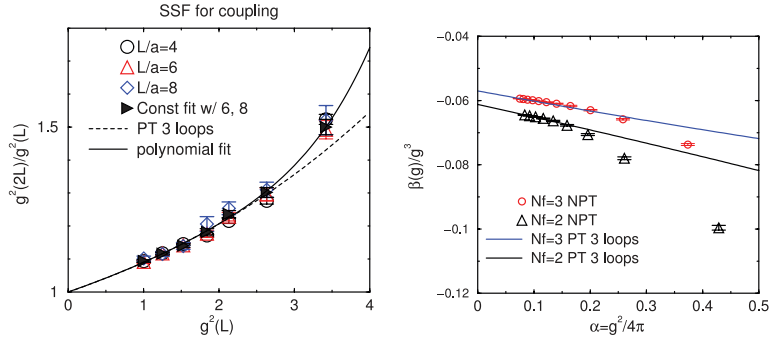 SSF for coupling
L/a=4
L/a=6
L/a=8
Const fit w/ 6, 8
PT 3 loops
polynomial fit
1.5
1
g²(2L)/g²(L)
0 1 2 3 4
g²(L)
−0.04
−0.06
−0.08
−0.1
−0.12
β(g)/g³
Nf=3 NPT
Nf=2 NPT
Nf=3 PT 3 loops
Nf=2 PT 3 loops
0 0.1 0.2 0.3 0.4 0.5
α=g²/4π